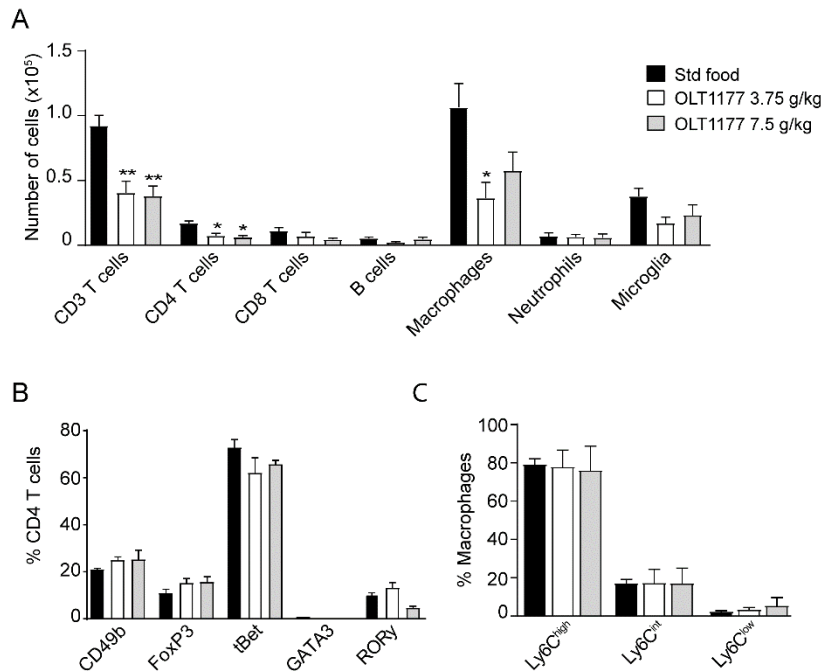 A
Number of cells (x10⁵)
1.5
1.0
0.5
0
Std food
OLT1177 3.75 g/kg
OLT1177 7.5 g/kg
** **
* *
*
CD3 T cells
CD4 T cells
CD8 T cells
B cells
Macrophages
Neutrophils
Microglia
B
% CD4 T cells
80
60
40
20
0
CD49b
FoxP3
tBet
GATA3
RORγ
C
% Macrophages
100
80
60
40
20
0
Ly6Cʰⁱᵍʰ
Ly6Cⁱⁿᵗ
Ly6Cˡᵒʷ